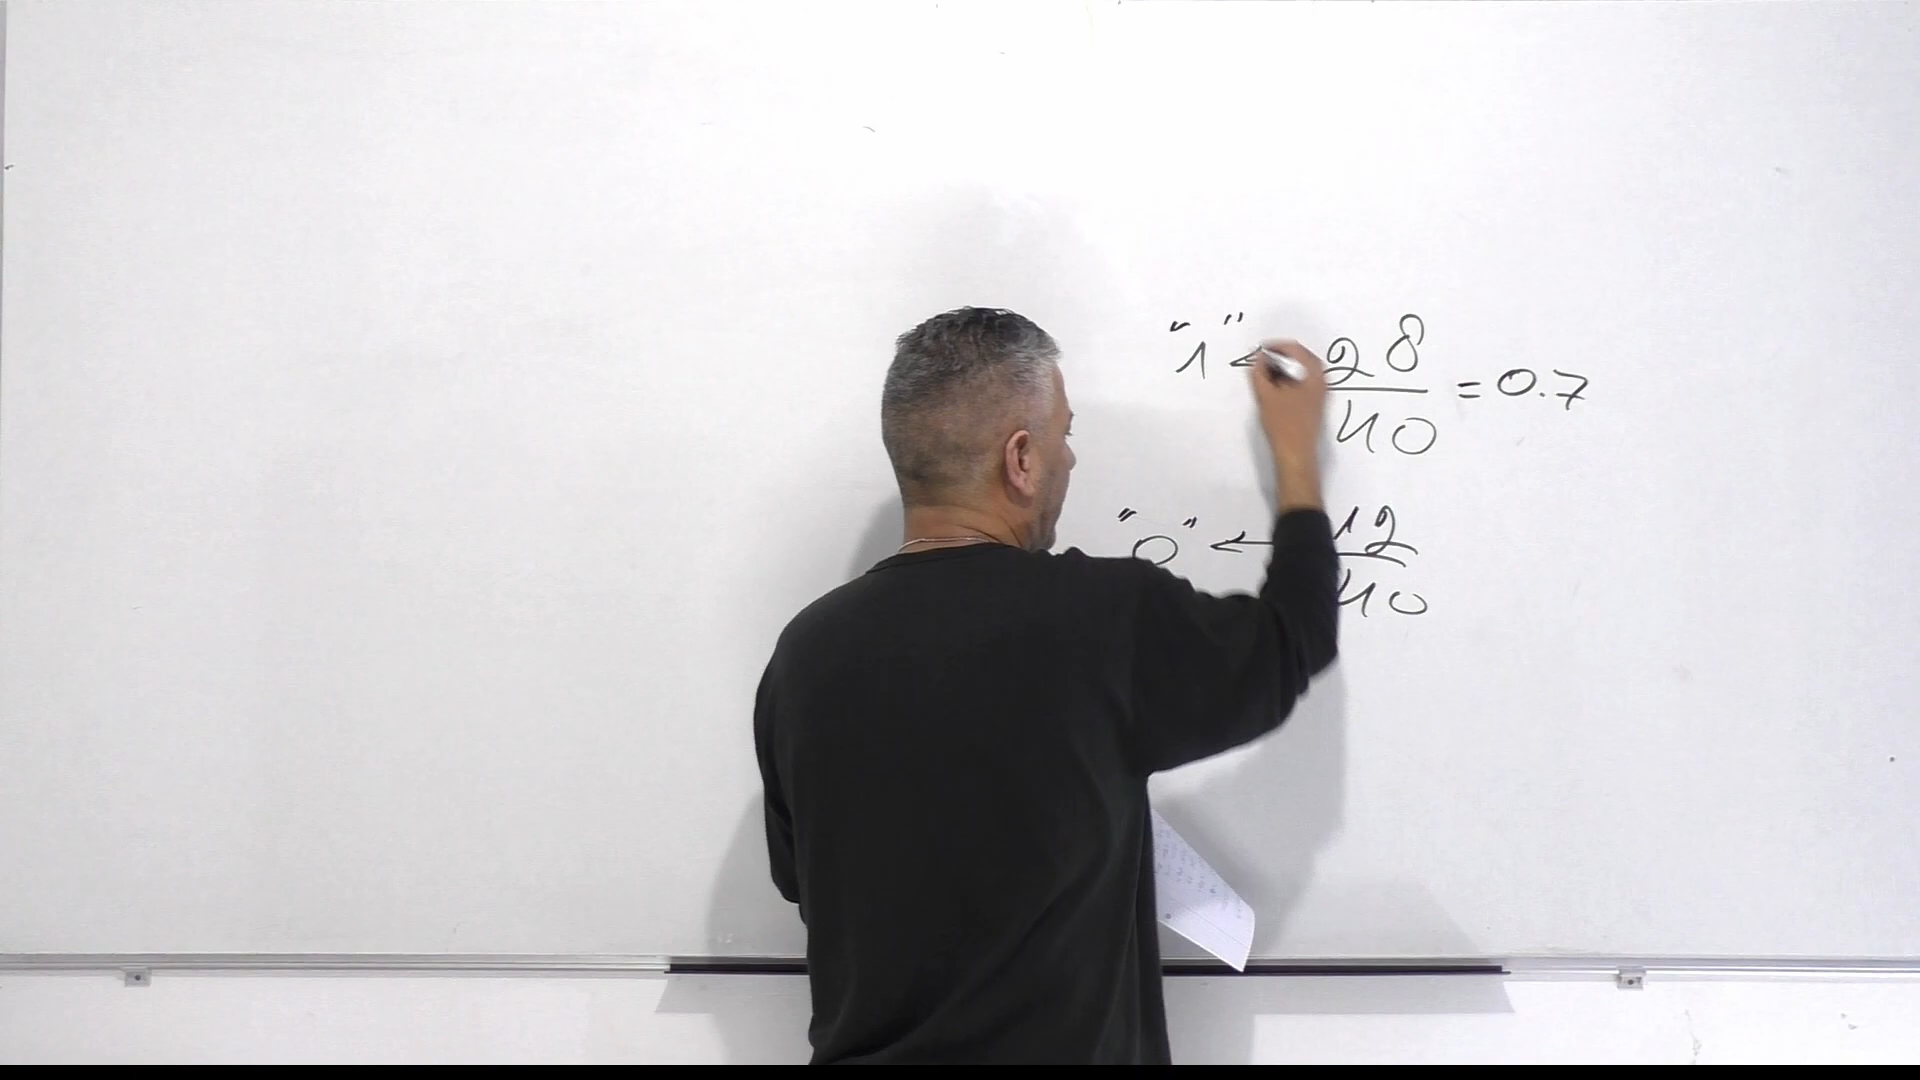 "1" ← 28/40 = 0.7
"0" ← 12/40